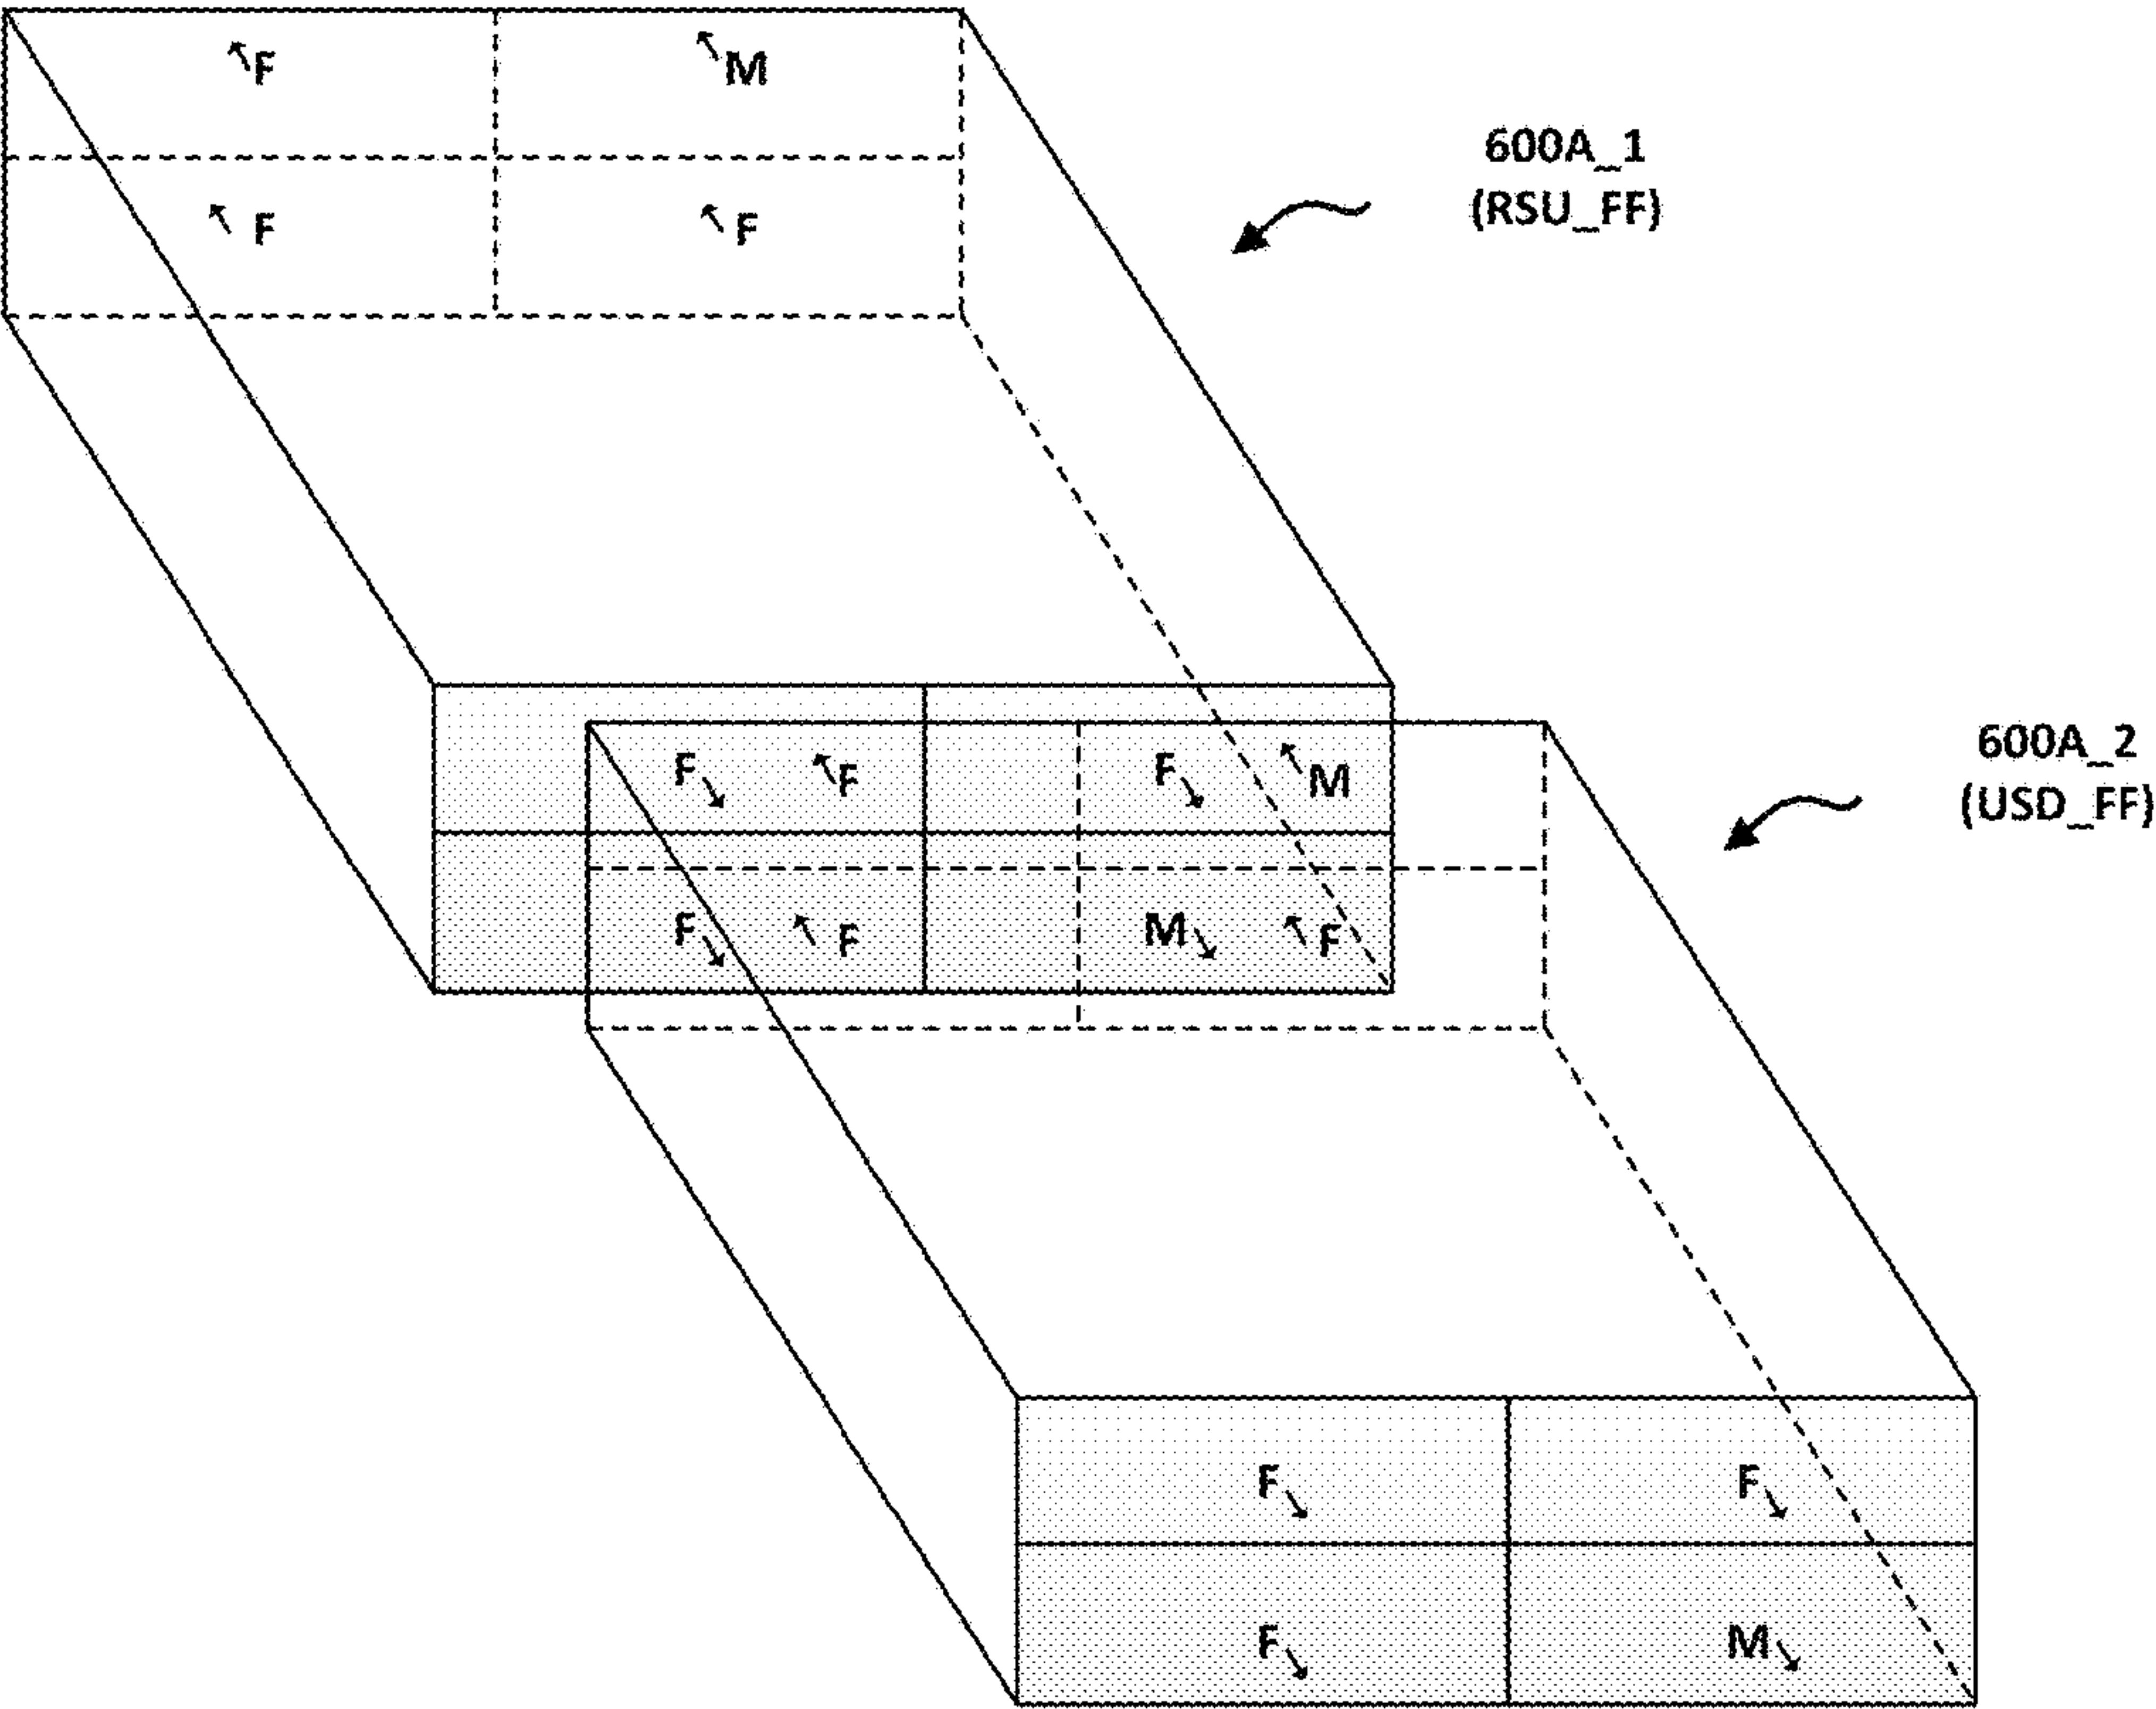 F M
F F
600A_1
(RSU_FF)
F F F M
F F M F
600A_2
(USD_FF)
F F
F M